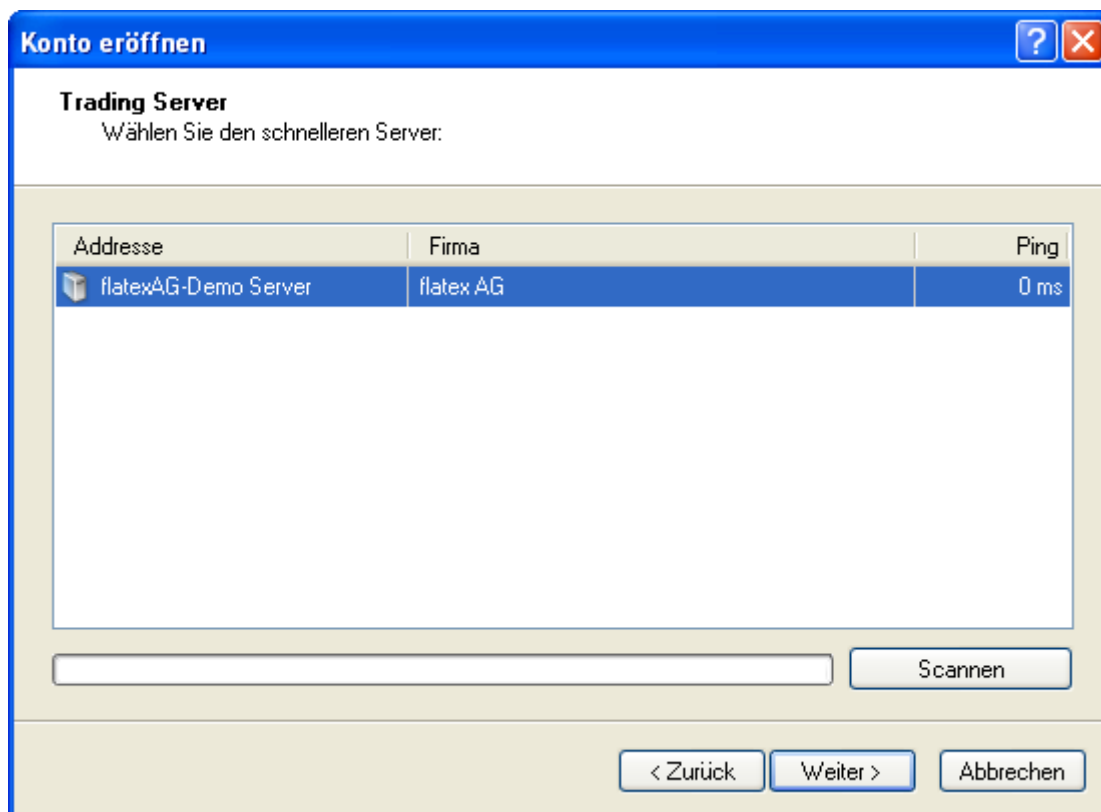 Konto eröffnen
Trading Server
Wählen Sie den schnelleren Server:
Addresse Firma Ping
flatexAG-Demo Server flatex AG 0 ms
Scannen
< Zurück Weiter > Abbrechen